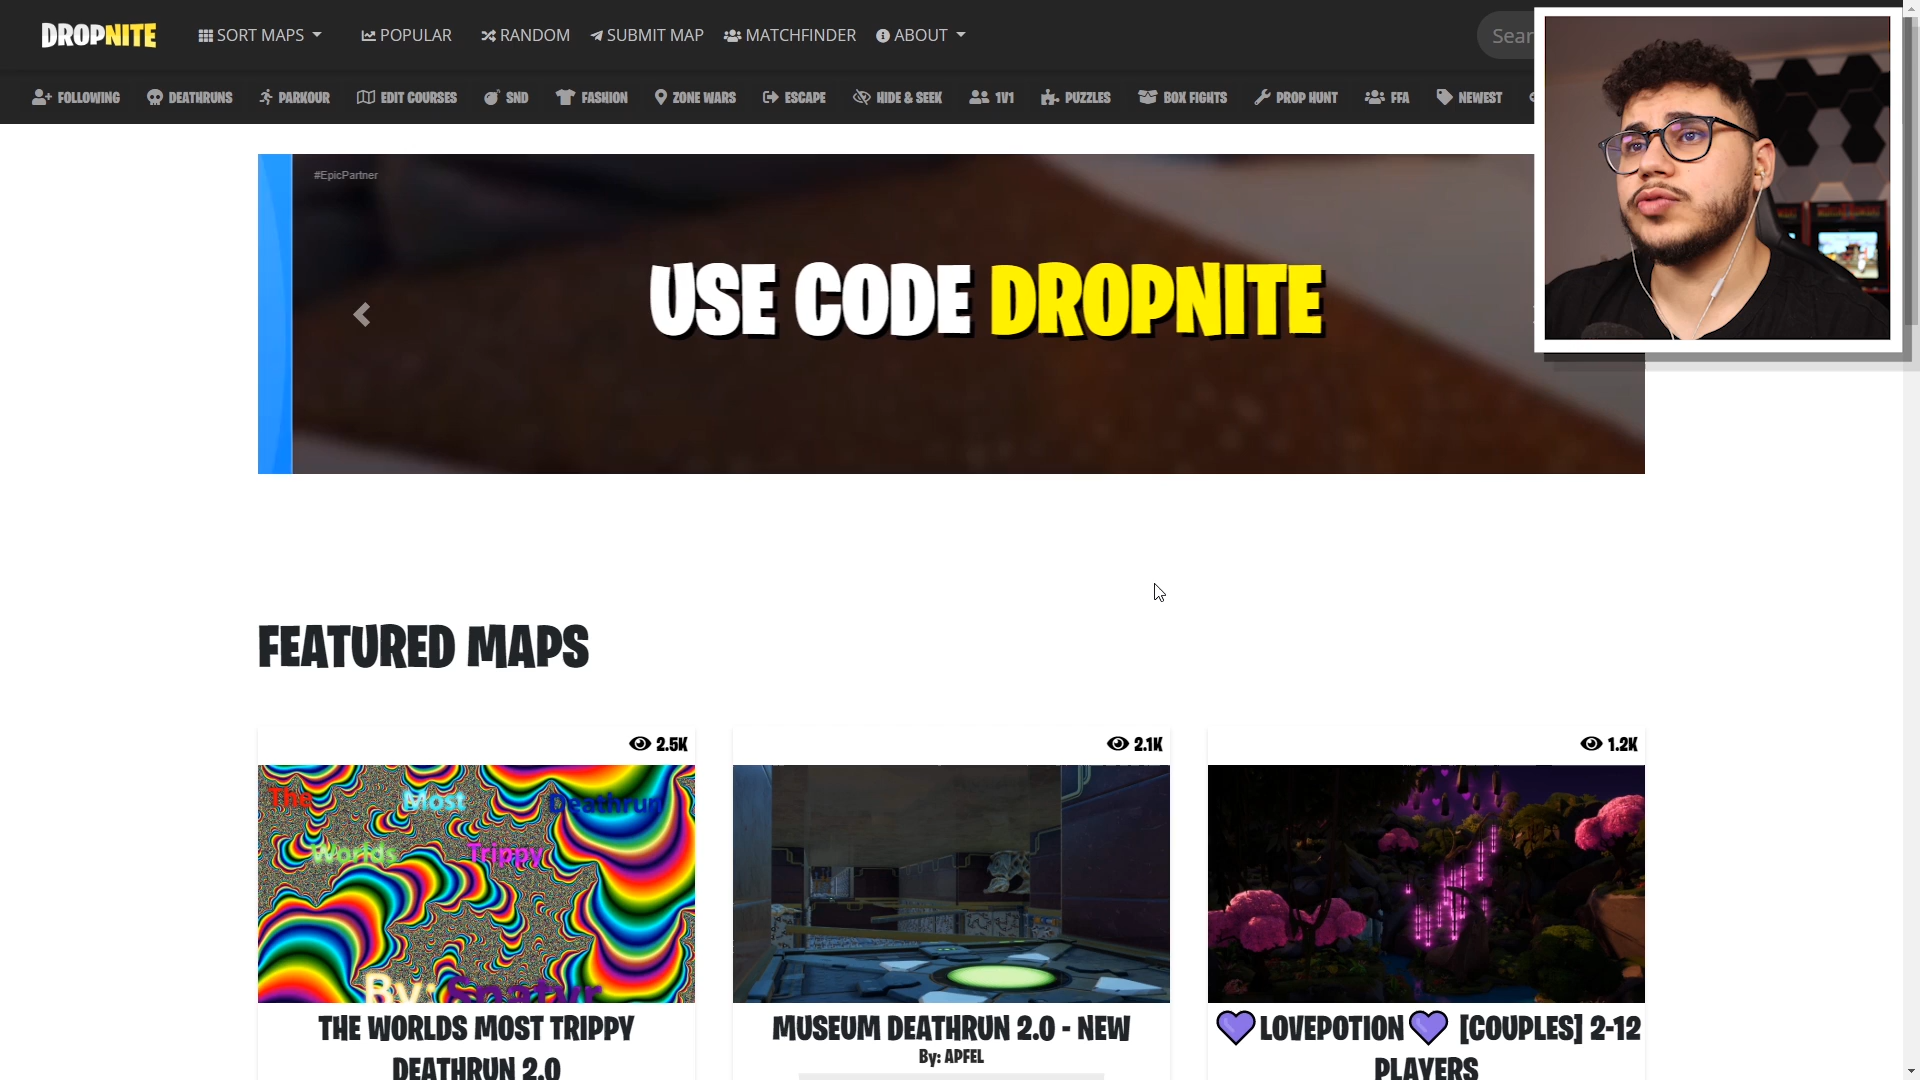 DROPNITE
SORT MAPS
POPULAR
RANDOM
SUBMIT MAP
MATCHFINDER
ABOUT
Sear
FOLLOWING
DEATHRUNS
PARKOUR
EDIT COURSES
SND
FASHION
ZONE WARS
ESCAPE
HIDE & SEEK
1V1
PUZZLES
BOX FIGHTS
PROP HUNT
FFA
NEWEST
#EpicPartner
USE CODE DROPNITE
FEATURED MAPS
2.5K
2.1K
1.2K
The Most Deathrun
Worlds Trippy
By: Spatyr
THE WORLDS MOST TRIPPY
DEATHRUN 2.0
MUSEUM DEATHRUN 2.0 - NEW
By: APFEL
💜LOVEPOTION💜 [COUPLES] 2-12
PLAYERS